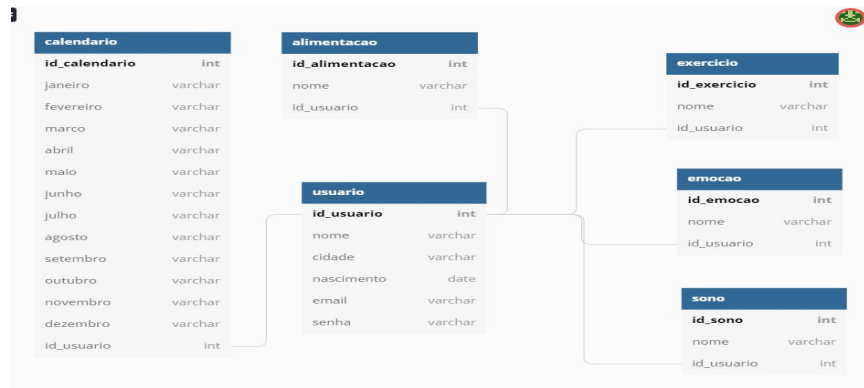 calendario
id_calendario int
janeiro varchar
fevereiro varchar
marco varchar
abril varchar
maio varchar
junho varchar
julho varchar
agosto varchar
setembro varchar
outubro varchar
novembro varchar
dezembro varchar
id_usuario int
alimentacao
id_alimentacao int
nome varchar
id_usuario int
usuario
id_usuario int
nome varchar
cidade varchar
nascimento date
email varchar
senha varchar
exercicio
id_exercicio int
nome varchar
id_usuario int
emocao
id_emocao int
nome varchar
id_usuario int
sono
id_sono int
nome varchar
id_usuario int